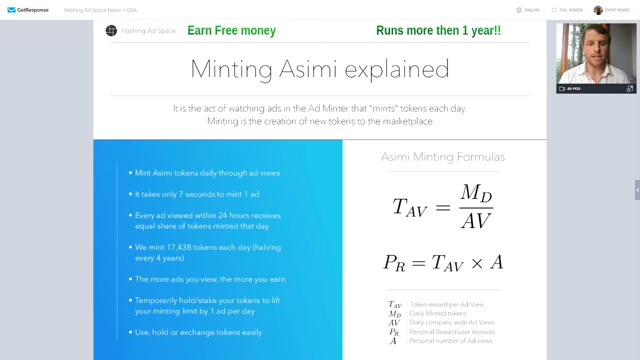 GetResponse
Hashing Ad Space News + Q&A
ENGLISH
FULL SCREEN
EVENT ROOMS
Hashing Ad Space
Earn Free money
Runs more then 1 year!!
Minting Asimi explained
It is the act of watching ads in the Ad Minter that "mints" tokens each day.
Minting is the creation of new tokens to the marketplace
• Mint Asimi tokens daily through ad views
• It takes only 7 seconds to mint 1 ad
• Every ad viewed within 24 hours receives
equal share of tokens minted that day
• We mint 17,438 tokens each day (halving
every 4 years)
• The more ads you view, the more you earn
• Temporarily hold/stake your tokens to lift
your minting limit by 1 ad per day
• Use, hold or exchange tokens easily
Asimi Minting Formulas
T_AV = M_D / AV
P_R = T_AV × A
T_AV : Token reward per Ad View
M_D : Daily Minted tokens
AV : Daily company wide Ad Views
P_R : Personal Reward user receives
A : Personal number of Ad views